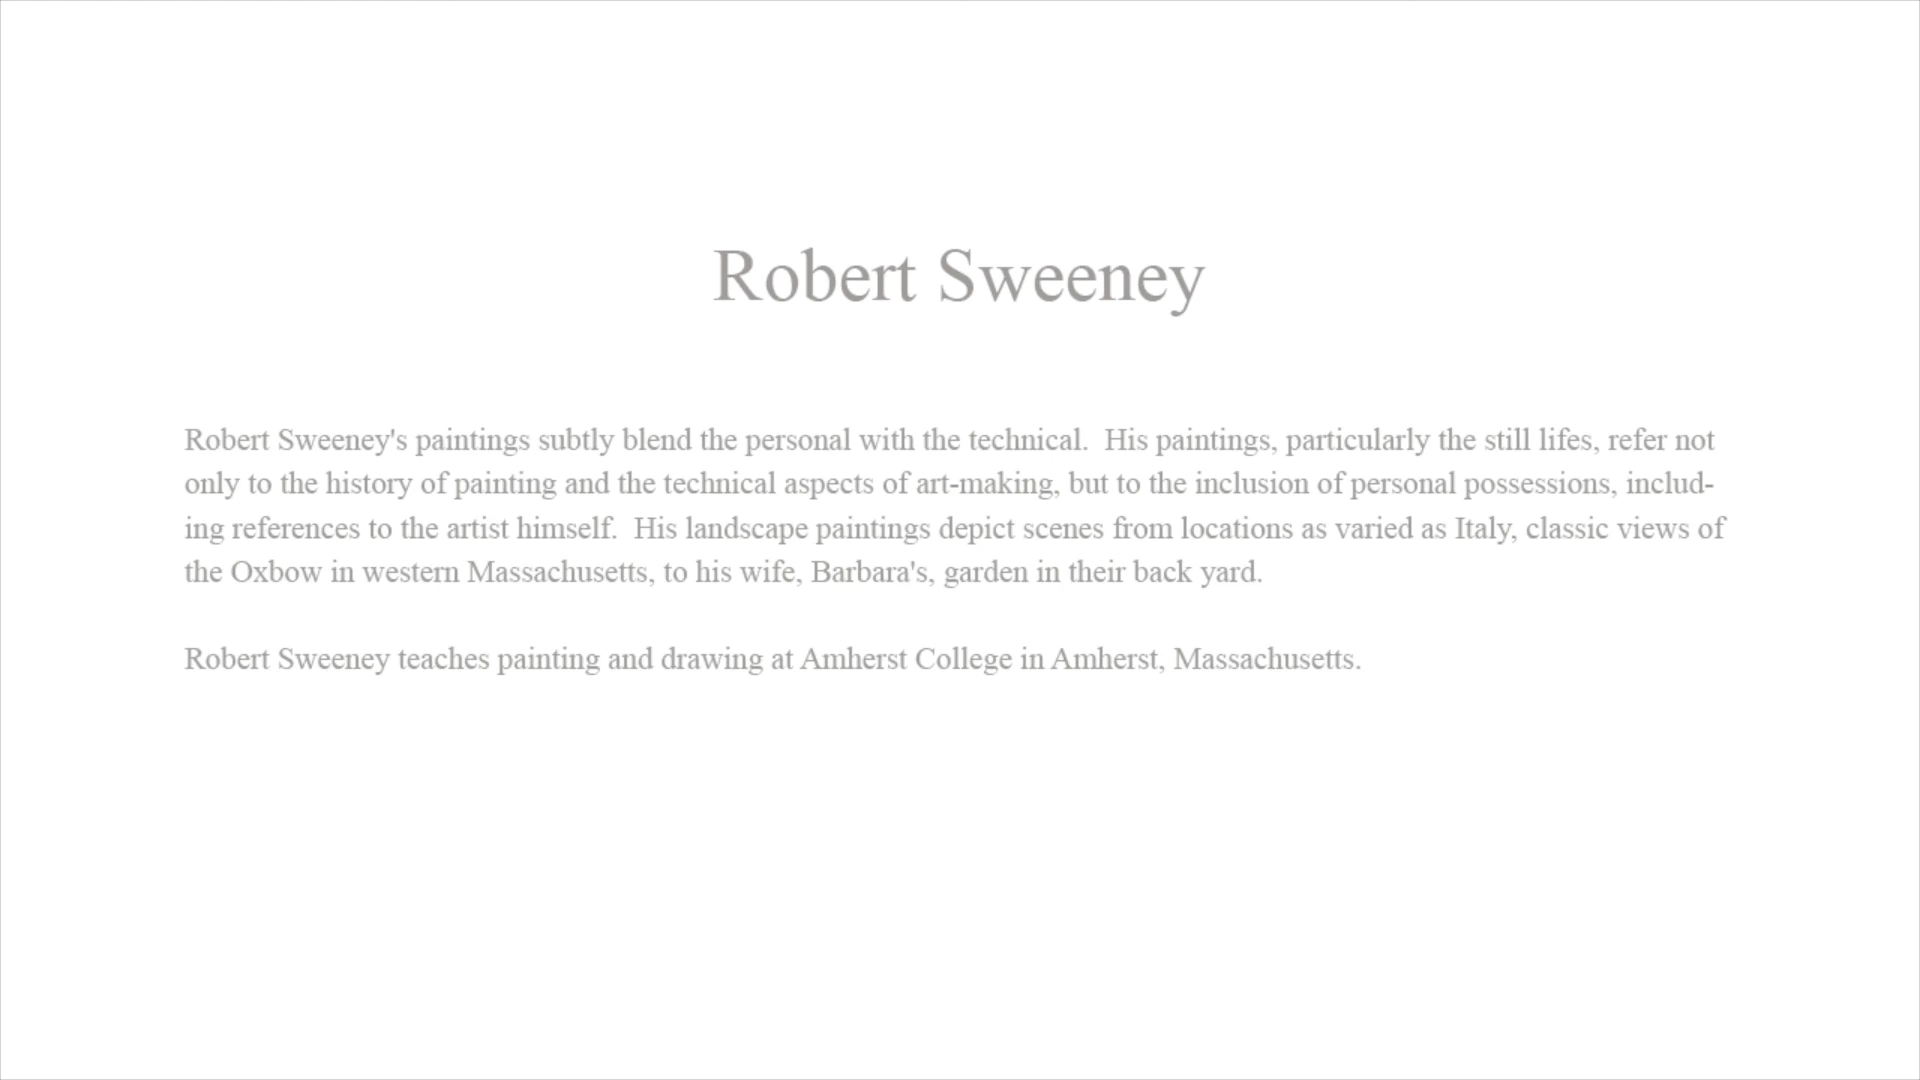 Robert Sweeney
Robert Sweeney's paintings subtly blend the personal with the technical.  His paintings, particularly the still lifes, refer not
only to the history of painting and the technical aspects of art-making, but to the inclusion of personal possessions, includ-
ing references to the artist himself.  His landscape paintings depict scenes from locations as varied as Italy, classic views of
the Oxbow in western Massachusetts, to his wife, Barbara's, garden in their back yard.
Robert Sweeney teaches painting and drawing at Amherst College in Amherst, Massachusetts.